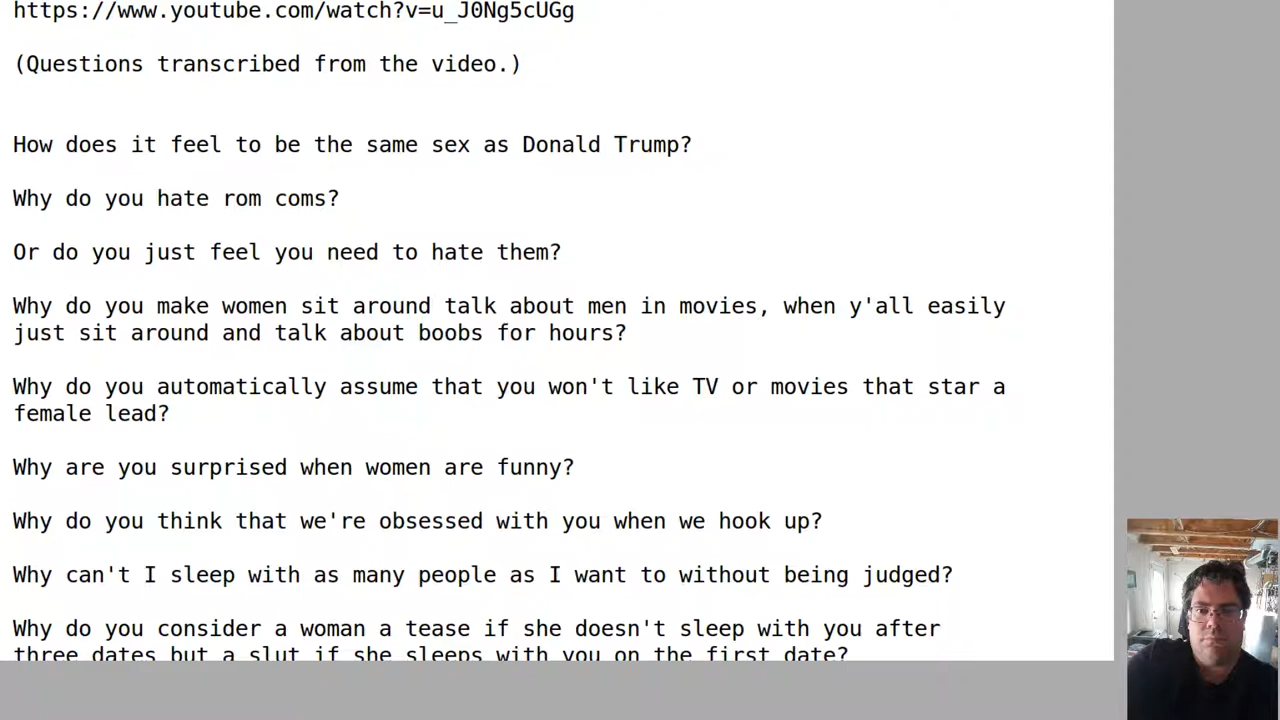 https://www.youtube.com/watch?v=u_J0Ng5cUGg
(Questions transcribed from the video.)
How does it feel to be the same sex as Donald Trump?
Why do you hate rom coms?
Or do you just feel you need to hate them?
Why do you make women sit around talk about men in movies, when y'all easily
just sit around and talk about boobs for hours?
Why do you automatically assume that you won't like TV or movies that star a
female lead?
Why are you surprised when women are funny?
Why do you think that we're obsessed with you when we hook up?
Why can't I sleep with as many people as I want to without being judged?
Why do you consider a woman a tease if she doesn't sleep with you after
three dates but a slut if she sleeps with you on the first date?